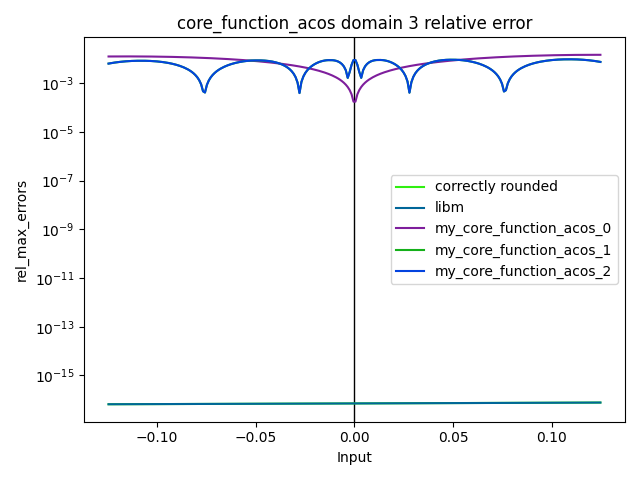 core_function_acos domain 3 relative error
rel_max_errors
10⁻³
10⁻⁵
10⁻⁷
10⁻⁹
10⁻¹¹
10⁻¹³
10⁻¹⁵
correctly rounded
libm
my_core_function_acos_0
my_core_function_acos_1
my_core_function_acos_2
−0.10 −0.05 0.00 0.05 0.10
Input